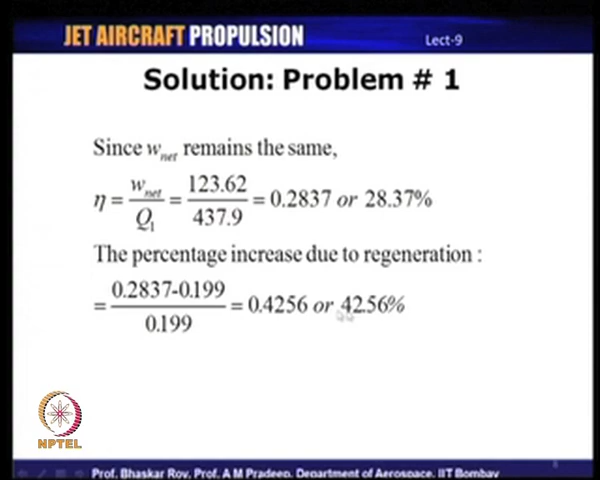 JET AIRCRAFT PROPULSION
Lect-9
Solution: Problem # 1
Since w_net remains the same,
η = w_net / Q_1 = 123.62 / 437.9 = 0.2837 or 28.37%
The percentage increase due to regeneration :
= 0.2837-0.199 / 0.199 = 0.4256 or 42.56%
NPTEL
Prof. Bhaskar Roy, Prof. A M Pradeep, Department of Aerospace, IIT Bombay